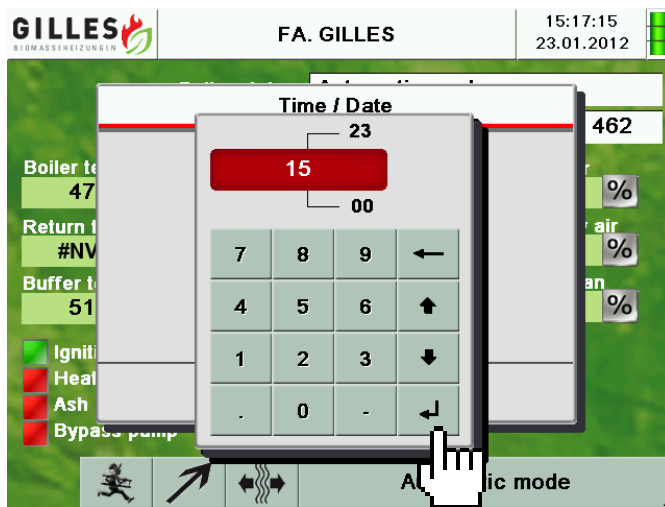 GILLES
BIOMASSEHEIZUNGEN
FA. GILLES
15:17:15
23.01.2012
Time / Date
462
23
15
00
Boiler te
47
%
Return t
air
#NV
%
Buffer t
an
51
%
7 8 9
4 5 6
1 2 3
. 0 -
Igniti
Heat
Ash
Bypass pump
A ic mode